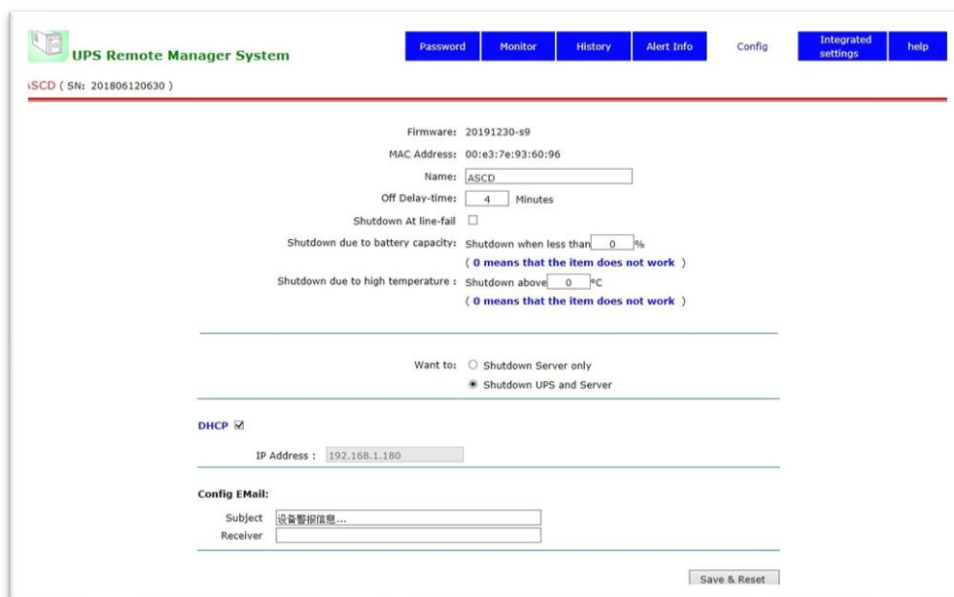 UPS Remote Manager System
Password Monitor History Alert Info Config Integrated settings help
ASCD ( SN: 201806120630 )
Firmware: 20191230-s9
MAC Address: 00:e3:7e:93:60:96
Name: ASCD
Off Delay-time: 4 Minutes
Shutdown At line-fail
Shutdown due to battery capacity: Shutdown when less than 0 %
( 0 means that the item does not work )
Shutdown due to high temperature : Shutdown above 0 ºC
( 0 means that the item does not work )
Want to: Shutdown Server only
Shutdown UPS and Server
DHCP
IP Address : 192.168.1.180
Config EMail:
Subject 设备警报信息...
Receiver
Save & Reset